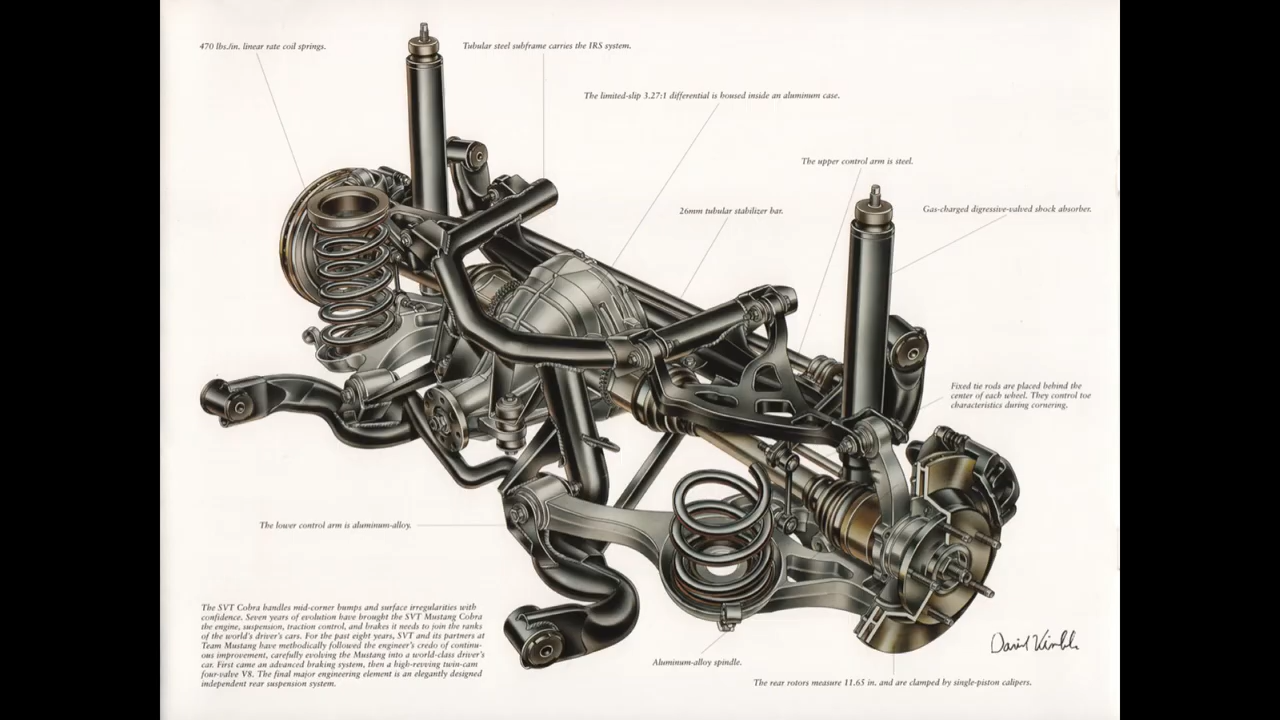 470 lbs./in. linear rate coil springs.
Tubular steel subframe carries the IRS system.
The limited-slip 3.27:1 differential is housed inside an aluminum case.
The upper control arm is steel.
26mm tubular stabilizer bar.
Gas-charged digressive-valved shock absorber.
Fixed tie rods are placed behind the
center of each wheel. They control toe
characteristics during cornering.
The lower control arm is aluminum-alloy.
The SVT Cobra handles mid-corner bumps and surface irregularities with
confidence. Seven years of evolution have brought the SVT Mustang Cobra
the engine, suspension, traction control, and brakes it needs to join the ranks
of the world's driver's cars. For the past eight years, SVT and its partners at
Team Mustang have methodically followed the engineer's credo of continu-
ous improvement, carefully evolving the Mustang into a world-class driver's
car. First came an advanced braking system, then a high-revving twin-cam
four-valve V8. The final major engineering element is an elegantly designed
independent rear suspension system.
Aluminum-alloy spindle.
David Kimble
The rear rotors measure 11.65 in. and are clamped by single-piston calipers.